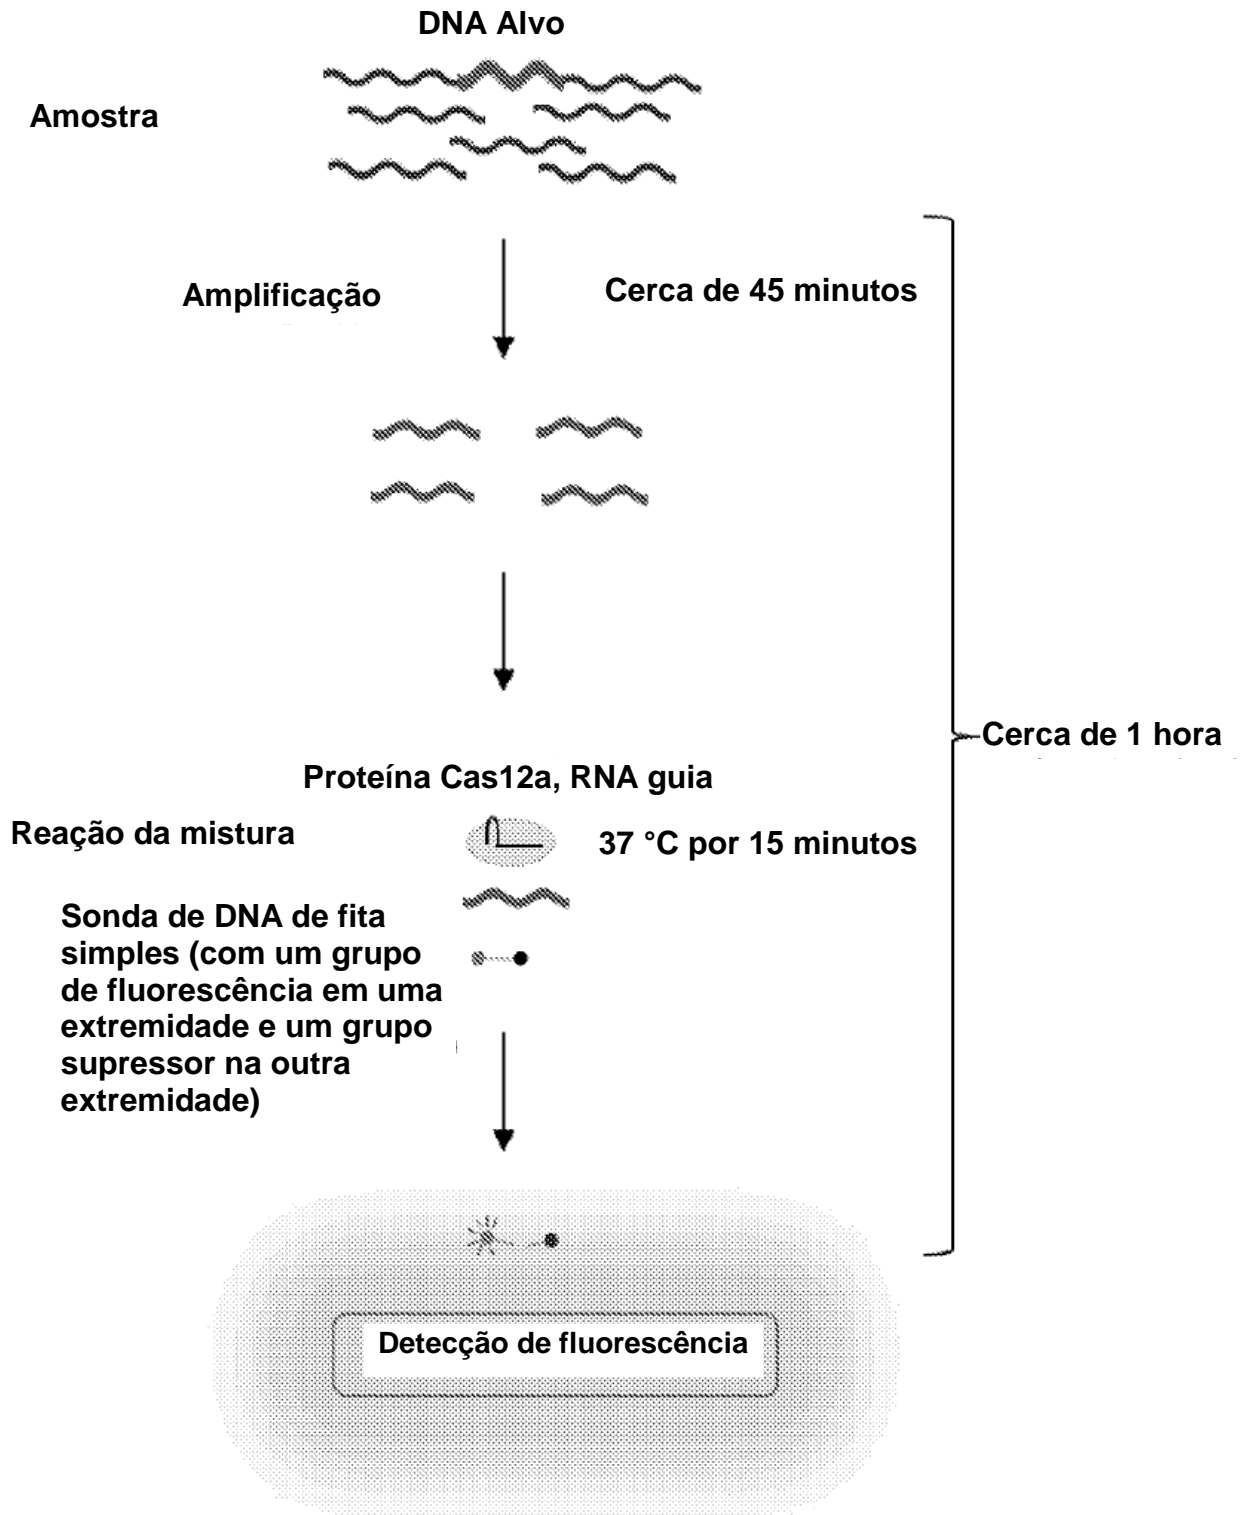 DNA Alvo
Amostra
Amplificação
Cerca de 45 minutos
Cerca de 1 hora
Proteína Cas12a, RNA guia
Reação da mistura
37 °C por 15 minutos
Sonda de DNA de fita
simples (com um grupo
de fluorescência em uma
extremidade e um grupo
supressor na outra
extremidade)
Detecção de fluorescência